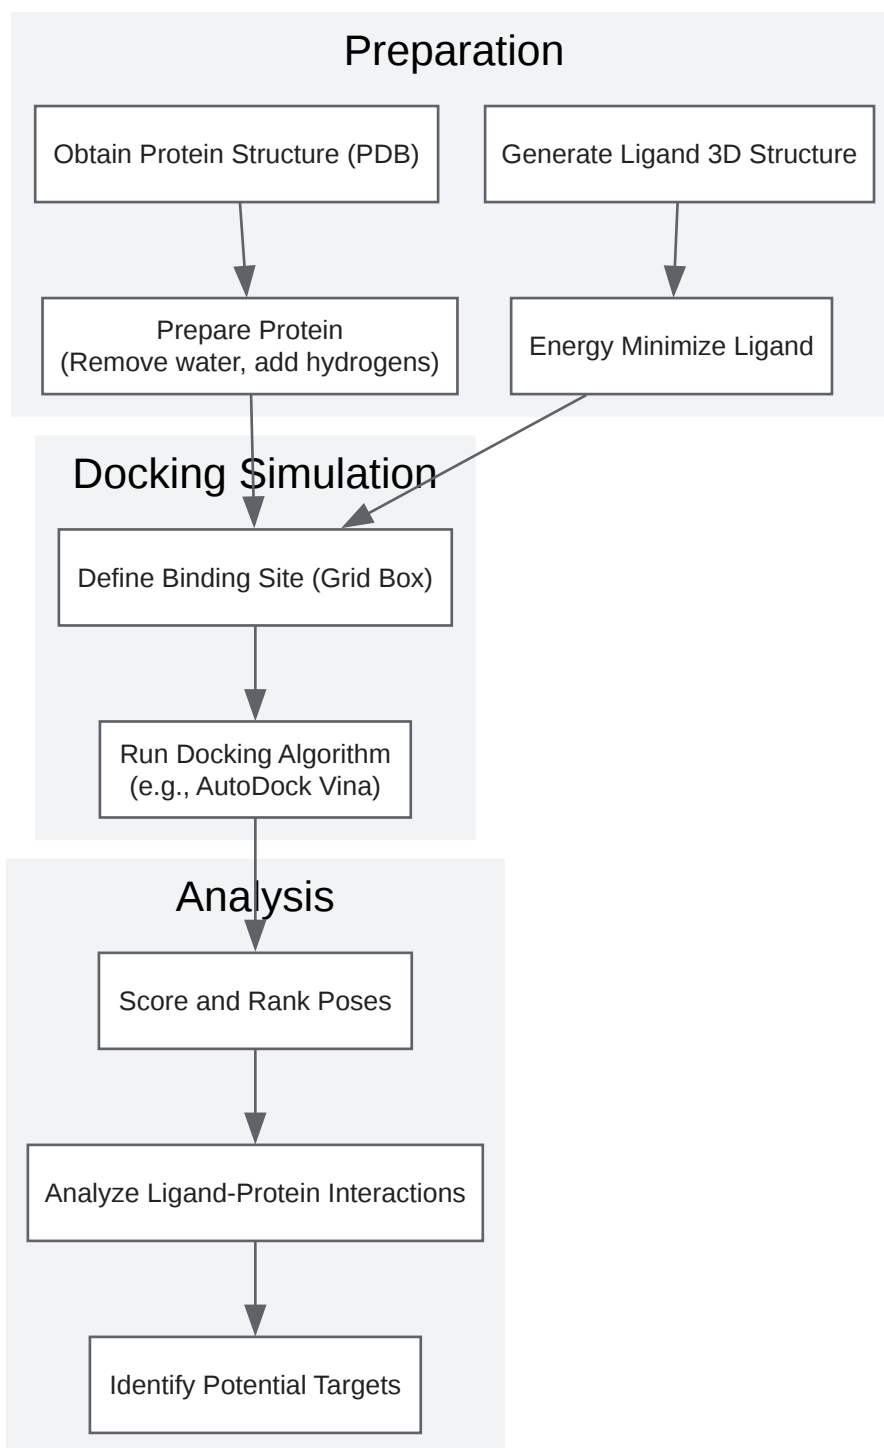 Preparation
Obtain Protein Structure (PDB)
Generate Ligand 3D Structure
Prepare Protein
(Remove water, add hydrogens)
Energy Minimize Ligand
Docking Simulation
Define Binding Site (Grid Box)
Run Docking Algorithm
(e.g., AutoDock Vina)
Analysis
Score and Rank Poses
Analyze Ligand-Protein Interactions
Identify Potential Targets